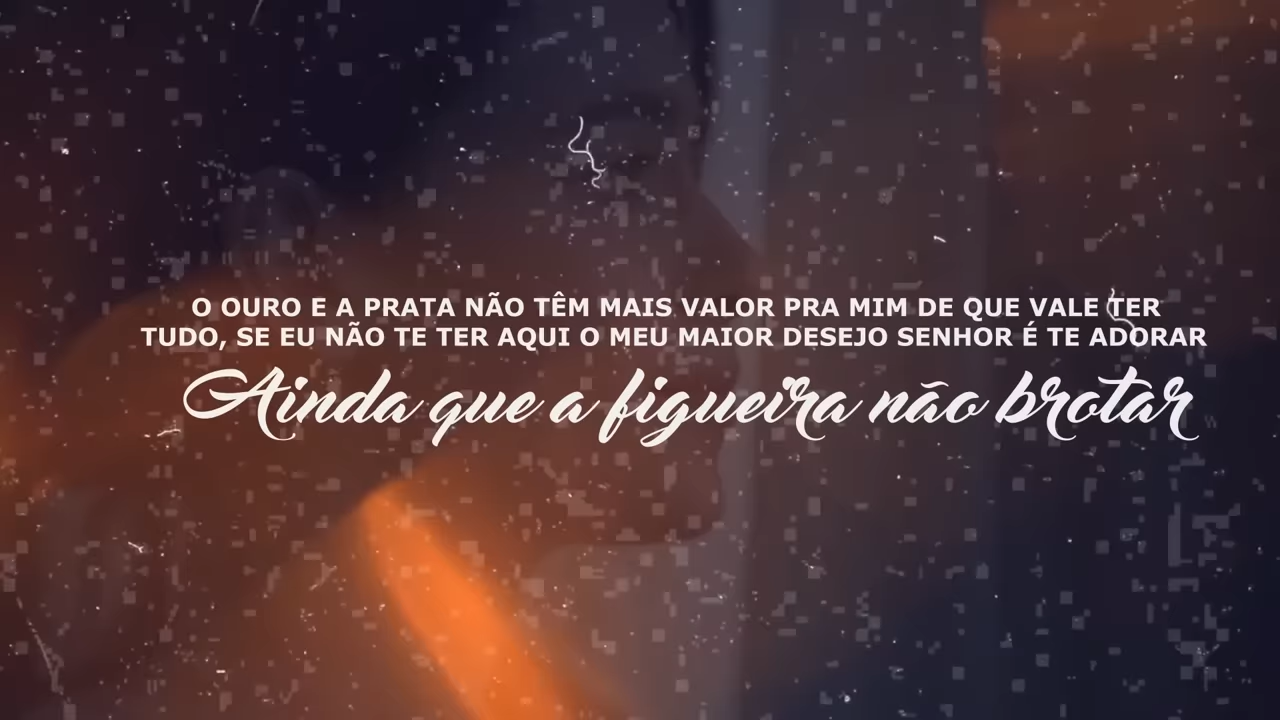 O OURO E A PRATA NÃO TÊM MAIS VALOR PRA MIM DE QUE VALE TER
TUDO, SE EU NÃO TE TER AQUI O MEU MAIOR DESEJO SENHOR É TE ADORAR
Ainda que a figueira não brotar